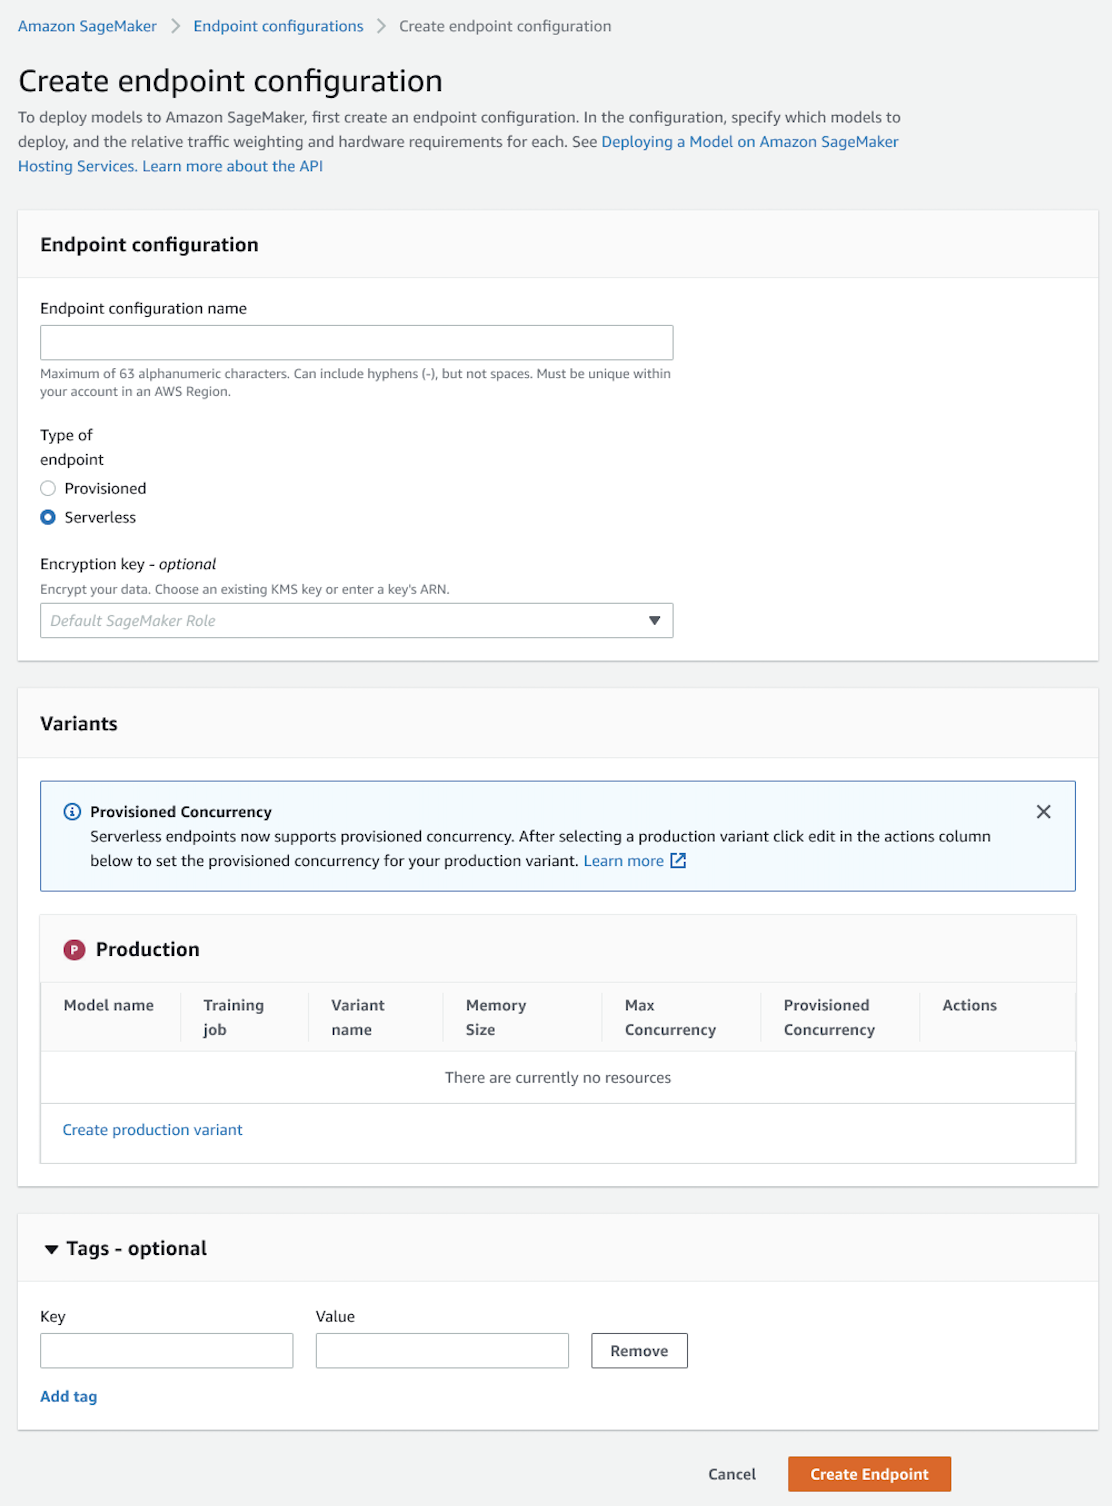 Amazon SageMaker > Endpoint configurations > Create endpoint configuration
Create endpoint configuration
To deploy models to Amazon SageMaker, first create an endpoint configuration. In the configuration, specify which models to
deploy, and the relative traffic weighting and hardware requirements for each. See Deploying a Model on Amazon SageMaker
Hosting Services. Learn more about the API
Endpoint configuration
Endpoint configuration name
Maximum of 63 alphanumeric characters. Can include hyphens (-), but not spaces. Must be unique within
your account in an AWS Region.
Type of
endpoint
Provisioned
Serverless
Encryption key - optional
Encrypt your data. Choose an existing KMS key or enter a key's ARN.
Default SageMaker Role
Variants
Provisioned Concurrency
Serverless endpoints now supports provisioned concurrency. After selecting a production variant click edit in the actions column
below to set the provisioned concurrency for your production variant. Learn more
P Production
Model name Training job Variant name Memory Size Max Concurrency Provisioned Concurrency Actions
There are currently no resources
Create production variant
Tags - optional
Key Value
Remove
Add tag
Cancel Create Endpoint